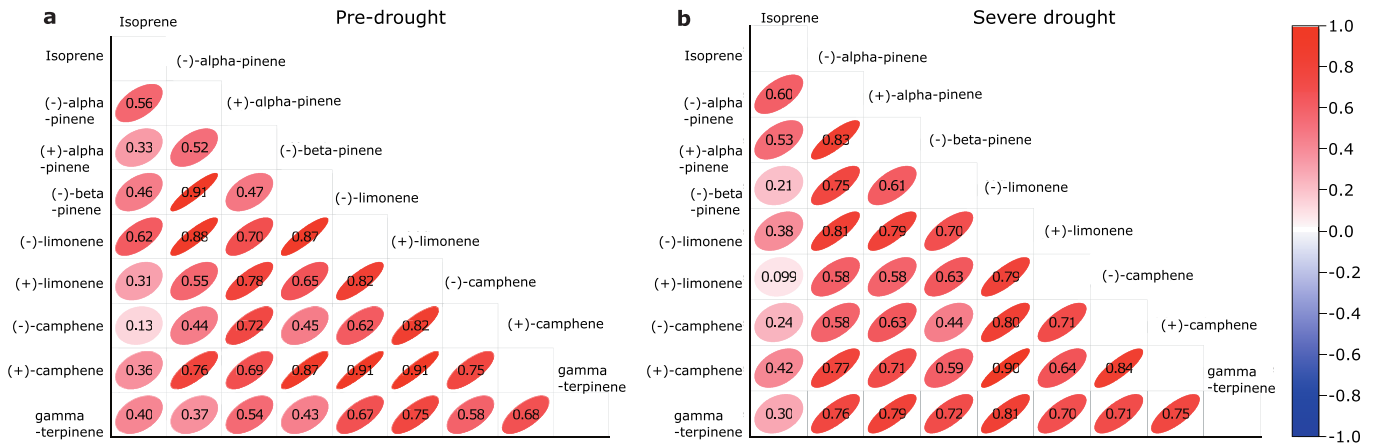 a
Pre-drought
Isoprene
Isoprene
(-)-alpha-pinene
(-)-alpha
-pinene
0.56
(+)-alpha-pinene
(+)-alpha
-pinene
0.33 0.52
(-)-beta-pinene
(-)-beta
-pinene
0.46 0.91 0.47
(-)-limonene
(-)-limonene
0.62 0.88 0.70 0.87
(+)-limonene
(+)-limonene
0.31 0.55 0.78 0.65 0.82
(-)-camphene
(-)-camphene
0.13 0.44 0.72 0.45 0.62 0.82
(+)-camphene
(+)-camphene
0.36 0.76 0.69 0.87 0.91 0.91 0.75
gamma
-terpinene
gamma
-terpinene
0.40 0.37 0.54 0.43 0.67 0.75 0.58 0.68
b
Severe drought
Isoprene
Isoprene
(-)-alpha-pinene
(-)-alpha
-pinene
0.60
(+)-alpha-pinene
(+)-alpha
-pinene
0.53 0.83
(-)-beta-pinene
(-)-beta
-pinene
0.21 0.75 0.61
(-)-limonene
(-)-limonene
0.38 0.81 0.79 0.70
(+)-limonene
(+)-limonene
0.099 0.58 0.58 0.63 0.79
(-)-camphene
(-)-camphene
0.24 0.58 0.63 0.44 0.80 0.71
(+)-camphene
(+)-camphene
0.42 0.77 0.71 0.59 0.90 0.64 0.84
gamma
-terpinene
gamma
-terpinene
0.30 0.76 0.79 0.72 0.81 0.70 0.71 0.75
1.0
0.8
0.6
0.4
0.2
0.0
-0.2
-0.4
-0.6
-0.8
-1.0